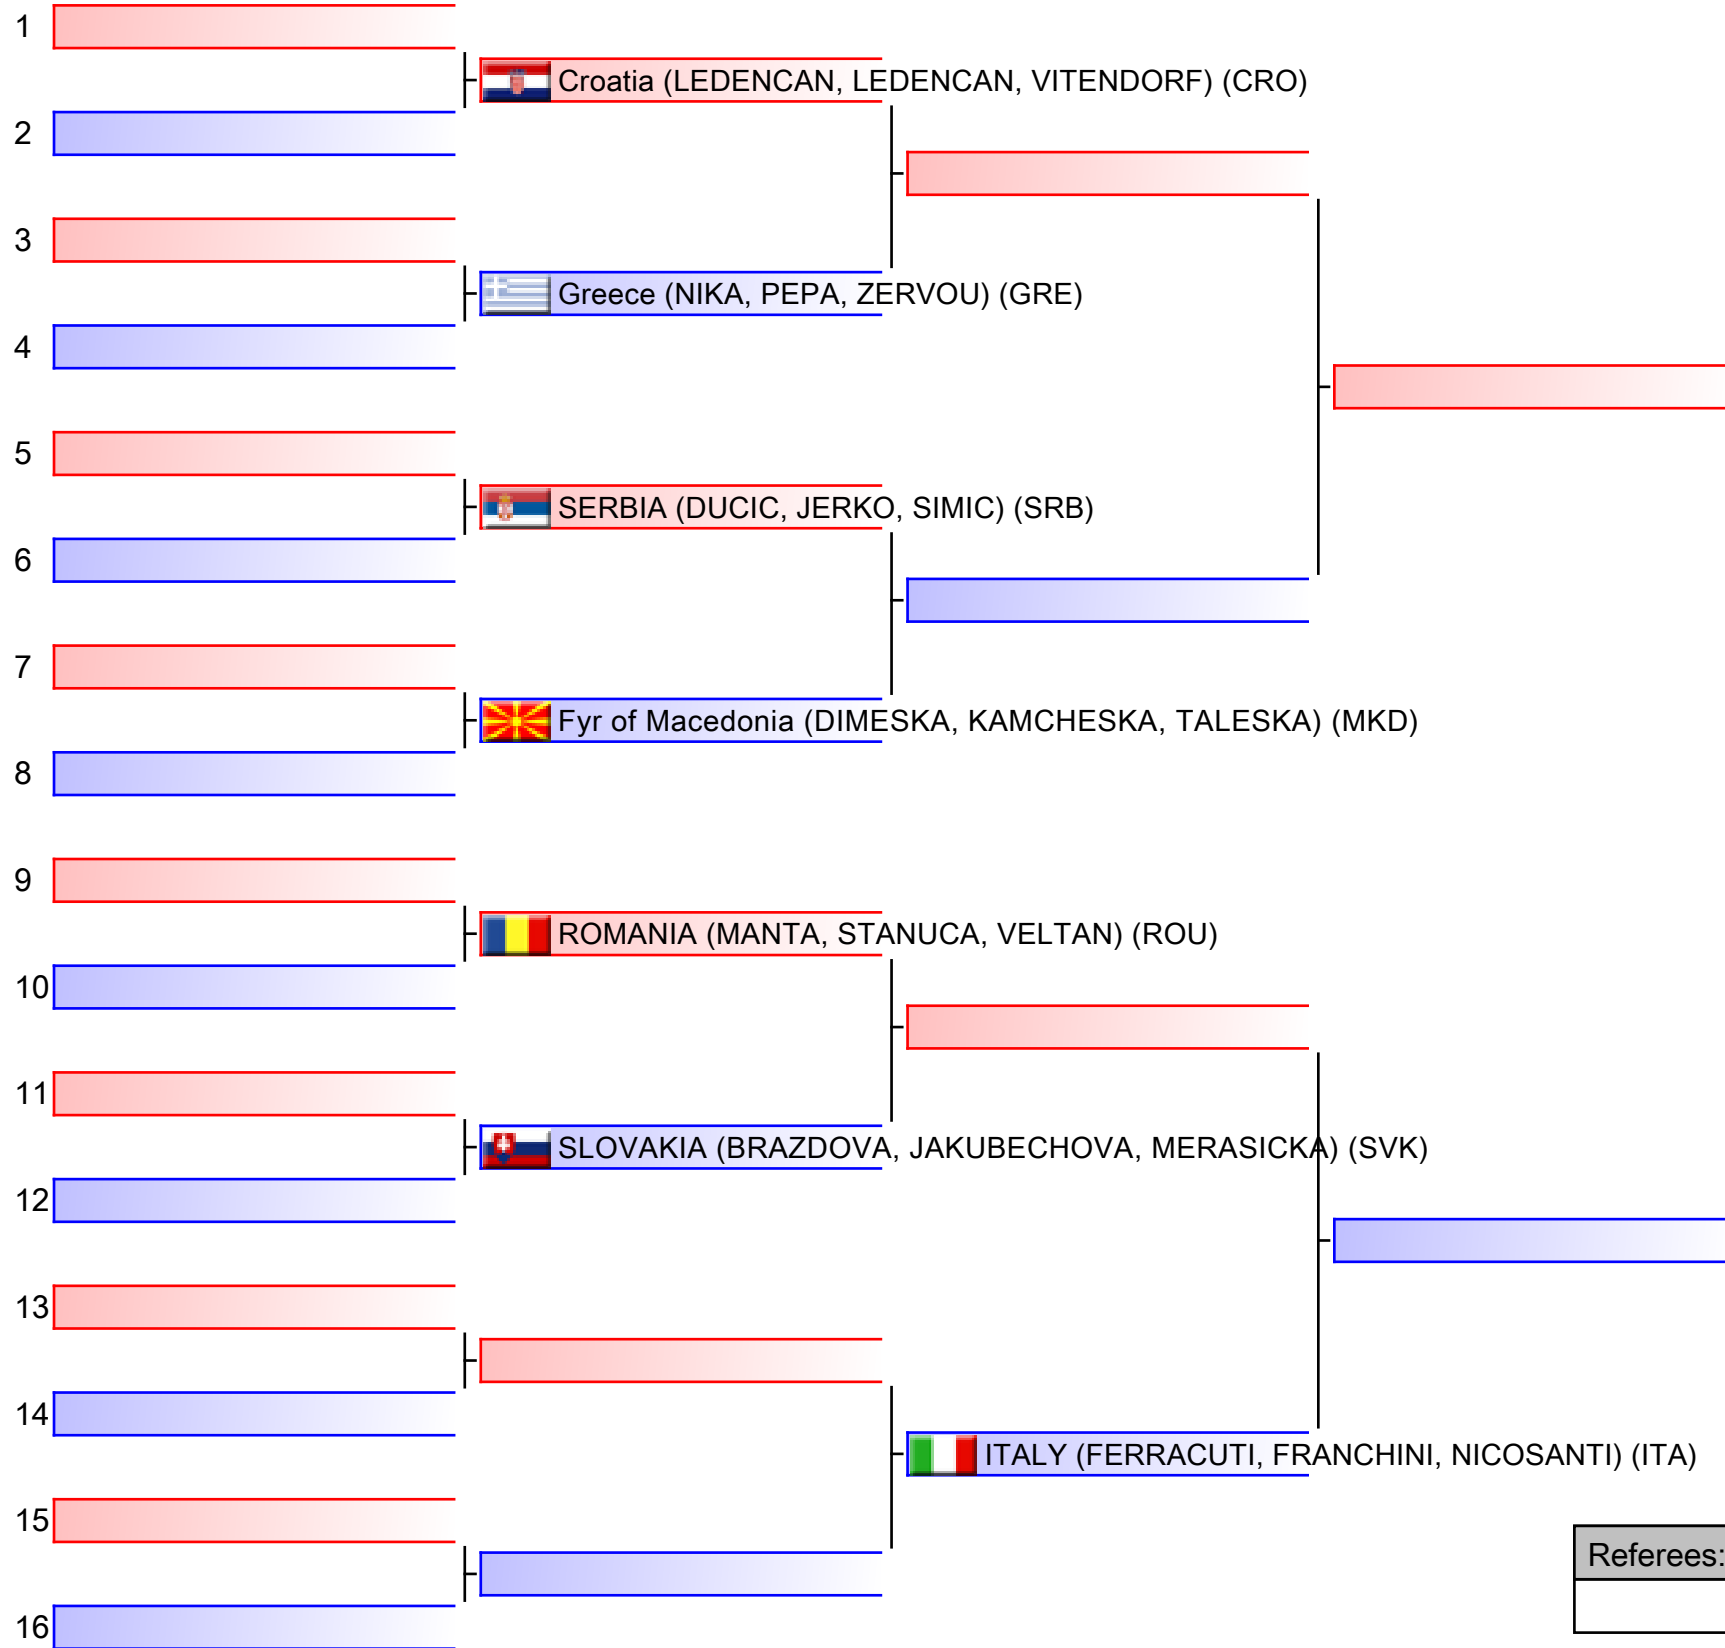 1
Croatia (LEDENCAN, LEDENCAN, VITENDORF) (CRO)
2
3
Greece (NIKA, PEPA, ZERVOU) (GRE)
4
5
SERBIA (DUCIC, JERKO, SIMIC) (SRB)
6
7
Fyr of Macedonia (DIMESKA, KAMCHESKA, TALESKA) (MKD)
8
9
ROMANIA (MANTA, STANUCA, VELTAN) (ROU)
10
11
SLOVAKIA (BRAZDOVA, JAKUBECHOVA, MERASICKA) (SVK)
12
13
14
ITALY (FERRACUTI, FRANCHINI, NICOSANTI) (ITA)
15
Referees:
16